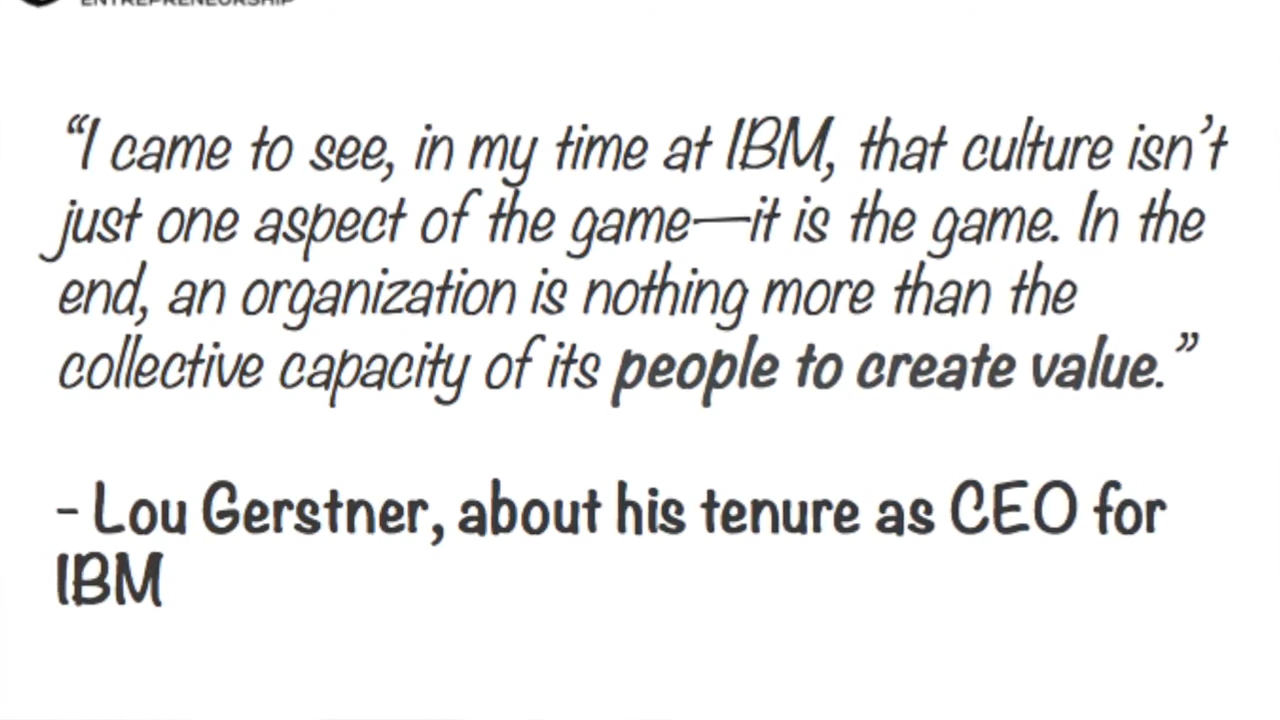 ENTREPRENEURSHIP
“I came to see, in my time at IBM, that culture isn’t
just one aspect of the game—it is the game. In the
end, an organization is nothing more than the
collective capacity of its people to create value.”
- Lou Gerstner, about his tenure as CEO for
IBM